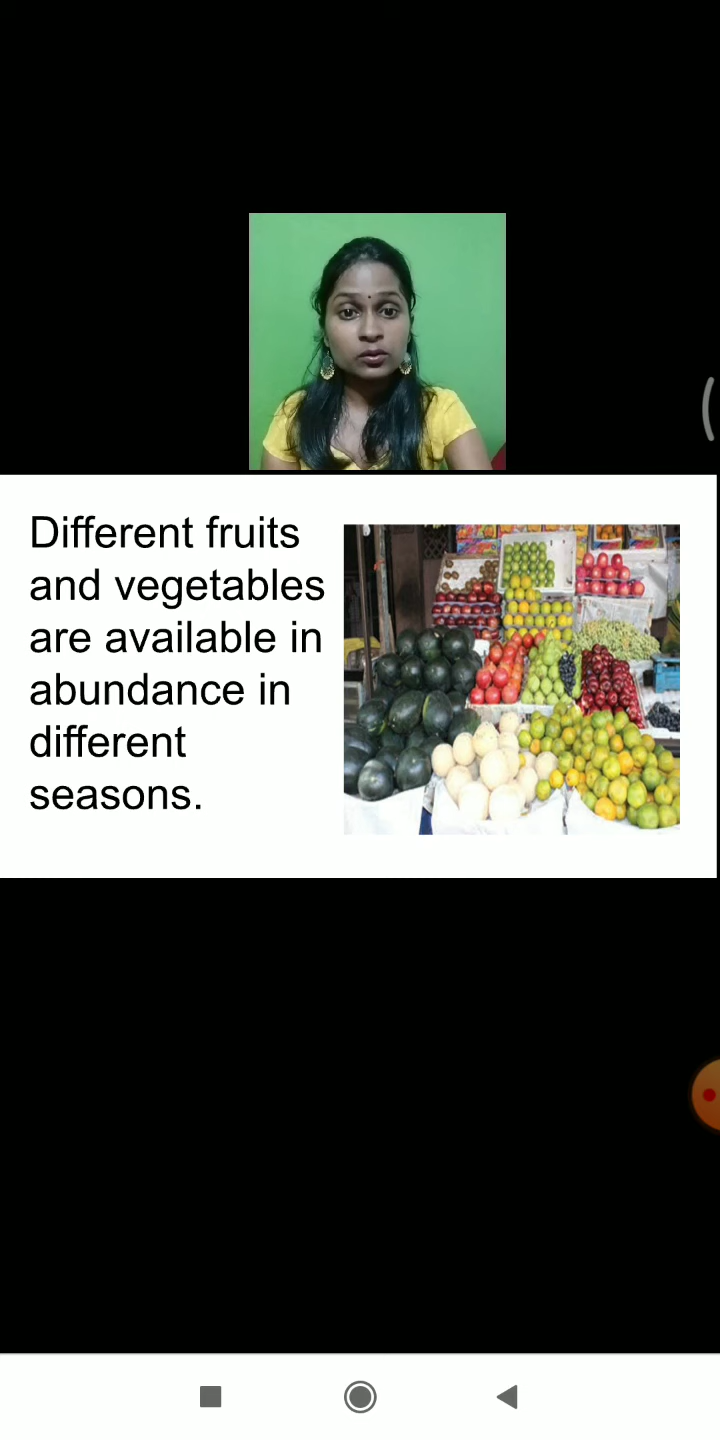 Different fruits
and vegetables
are available in
abundance in
different
seasons.